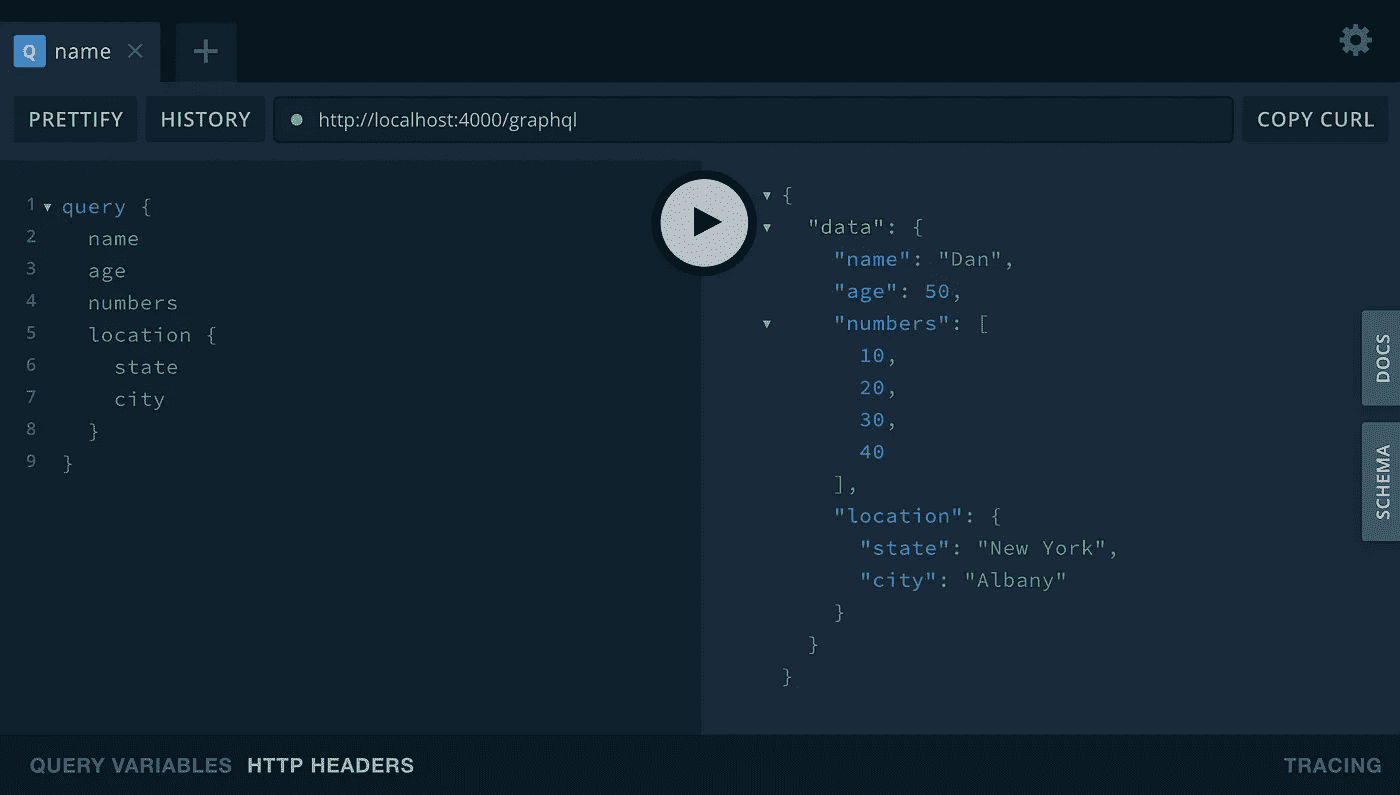 Q name
PRETTIFY HISTORY http://localhost:4000/graphql COPY CURL
1 query {
2 name
3 age
4 numbers
5 location {
6 state
7 city
8 }
9 }
{
"data": {
"name": "Dan",
"age": 50,
"numbers": [
10,
20,
30,
40
],
"location": {
"state": "New York",
"city": "Albany"
}
}
}
DOCS
SCHEMA
QUERY VARIABLES HTTP HEADERS TRACING